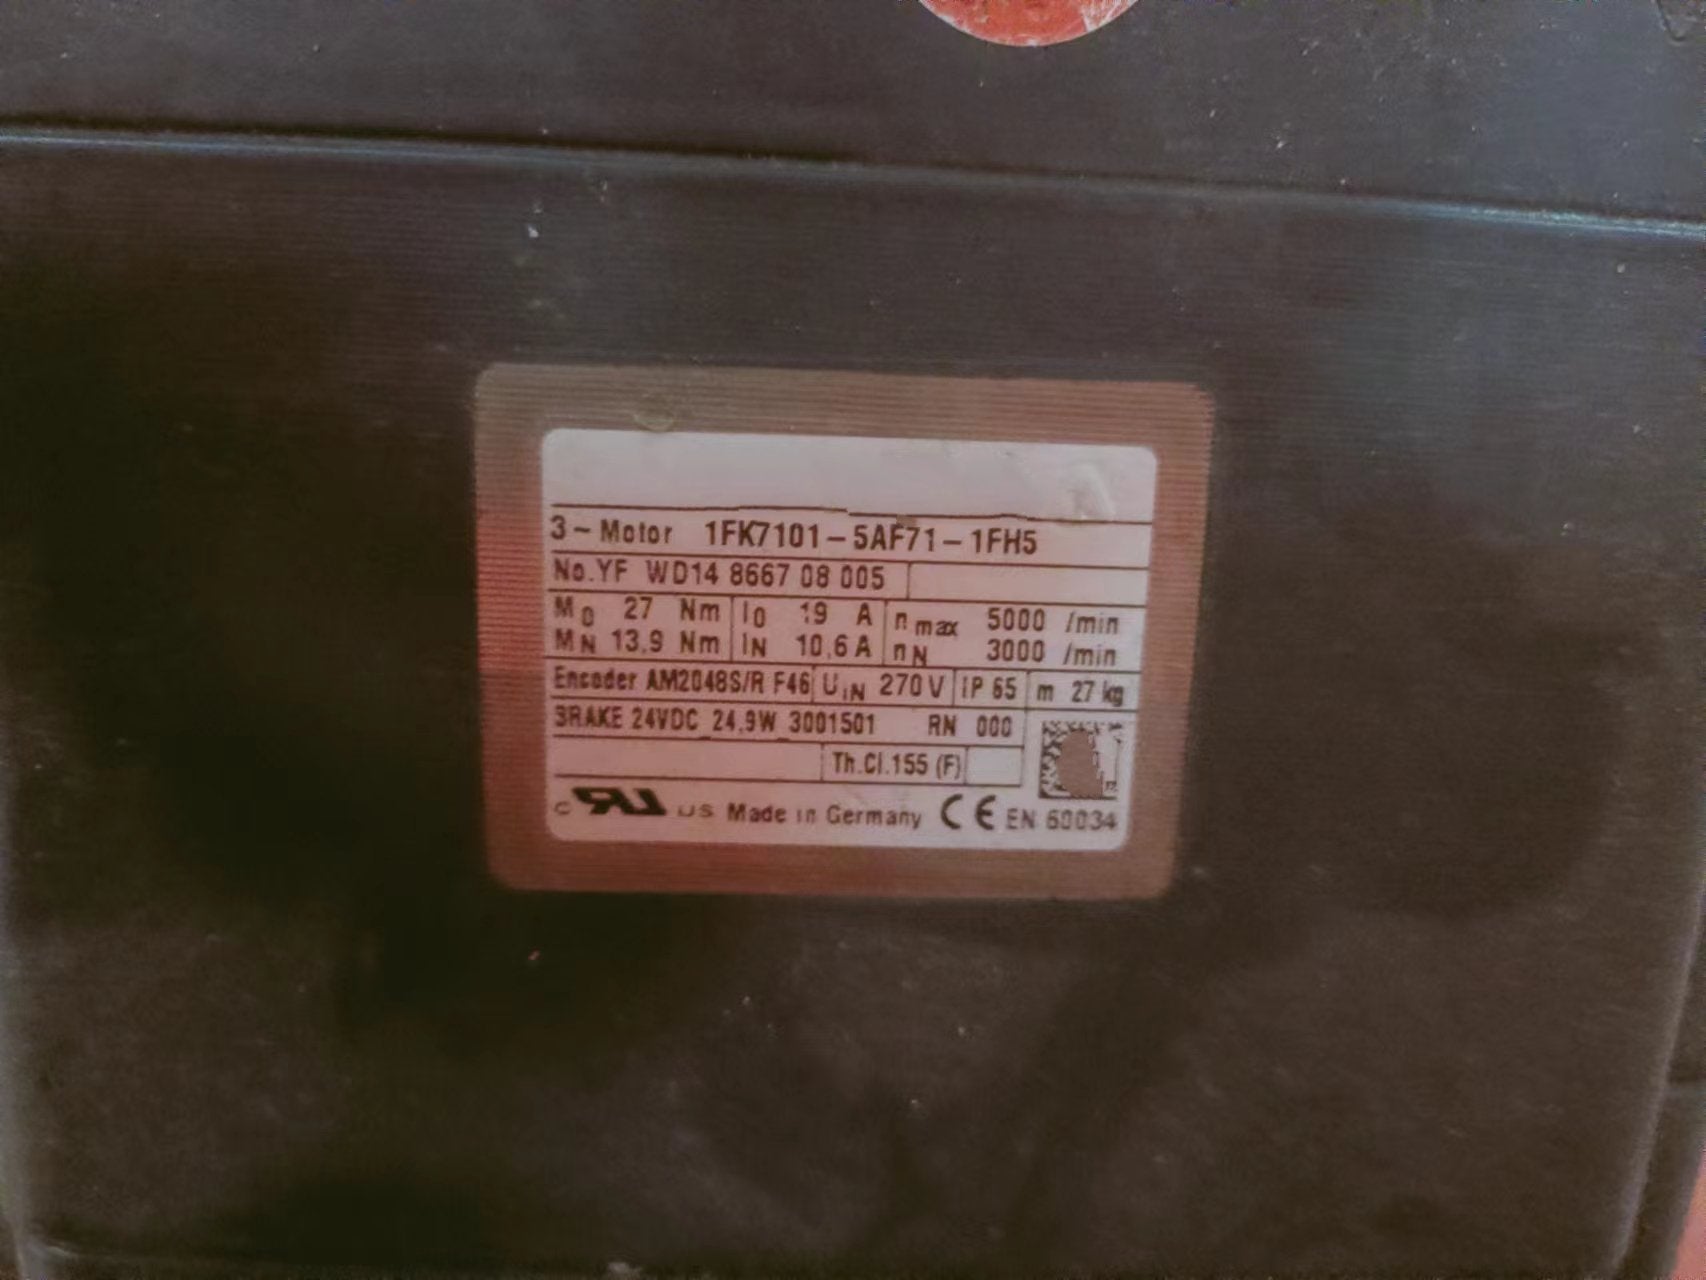 3~Motor 1FK7101-5AF71-1FH5
No.YF WD14 8667 08 005
M0 27 Nm I0 19 A nmax 5000 /min
MN 13,9 Nm IN 10,6 A nN 3000 /min
Encoder AM2048S/R F46 UIN 270 V IP 65 m 27 kg
BRAKE 24VDC 24,9W 3001501 RN 000
Th.Cl.155 (F)
c RU US Made in Germany CE EN 60034